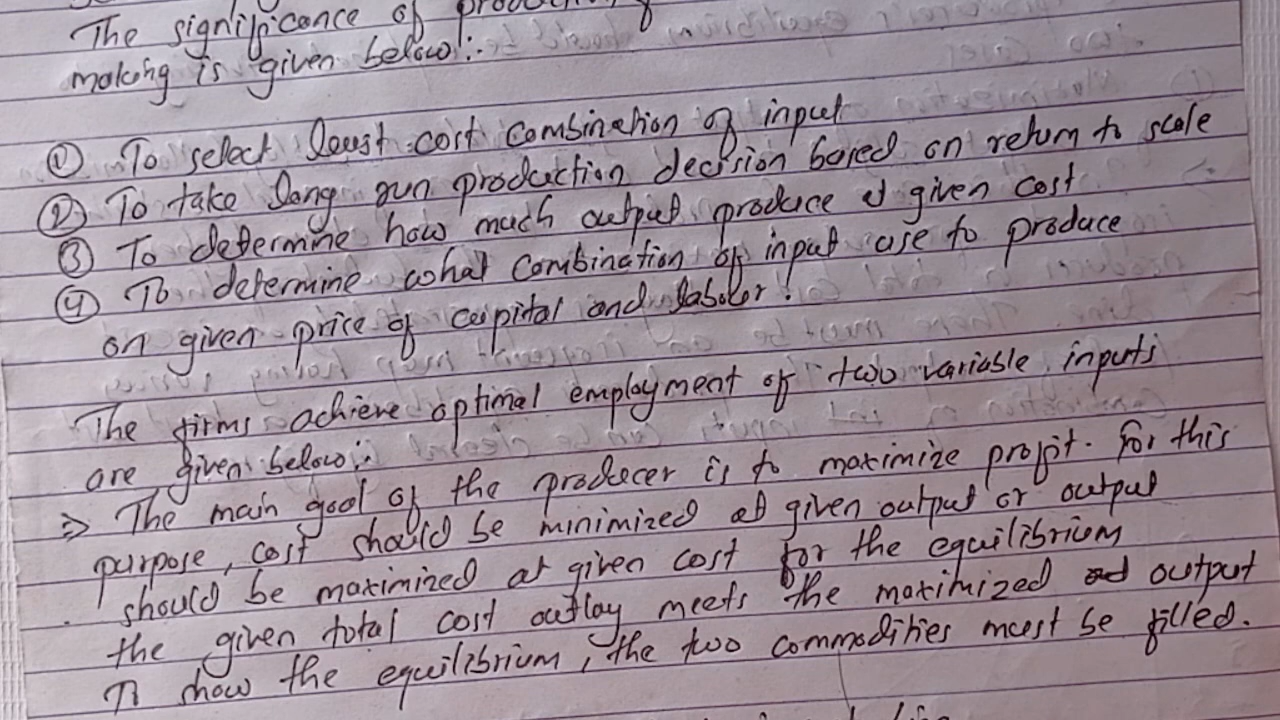 The significance of
making is given below:-
① To select least cost combination of input
② To take long run production decision based on return to scale
③ To determine how much output produce at given cost
④ To determine what combination of input use to produce
on given price of capital and labour.
The firms achieve optimal employment of two variable inputs
are given below:-
⇒ The main goal of the producer is to maximize profit. For this
purpose, cost should be minimized at given output or output
should be maximized at given cost for the equilibrium
the given total cost outlay meets the maximized output
To show the equilibrium, the two commodities must be filled.